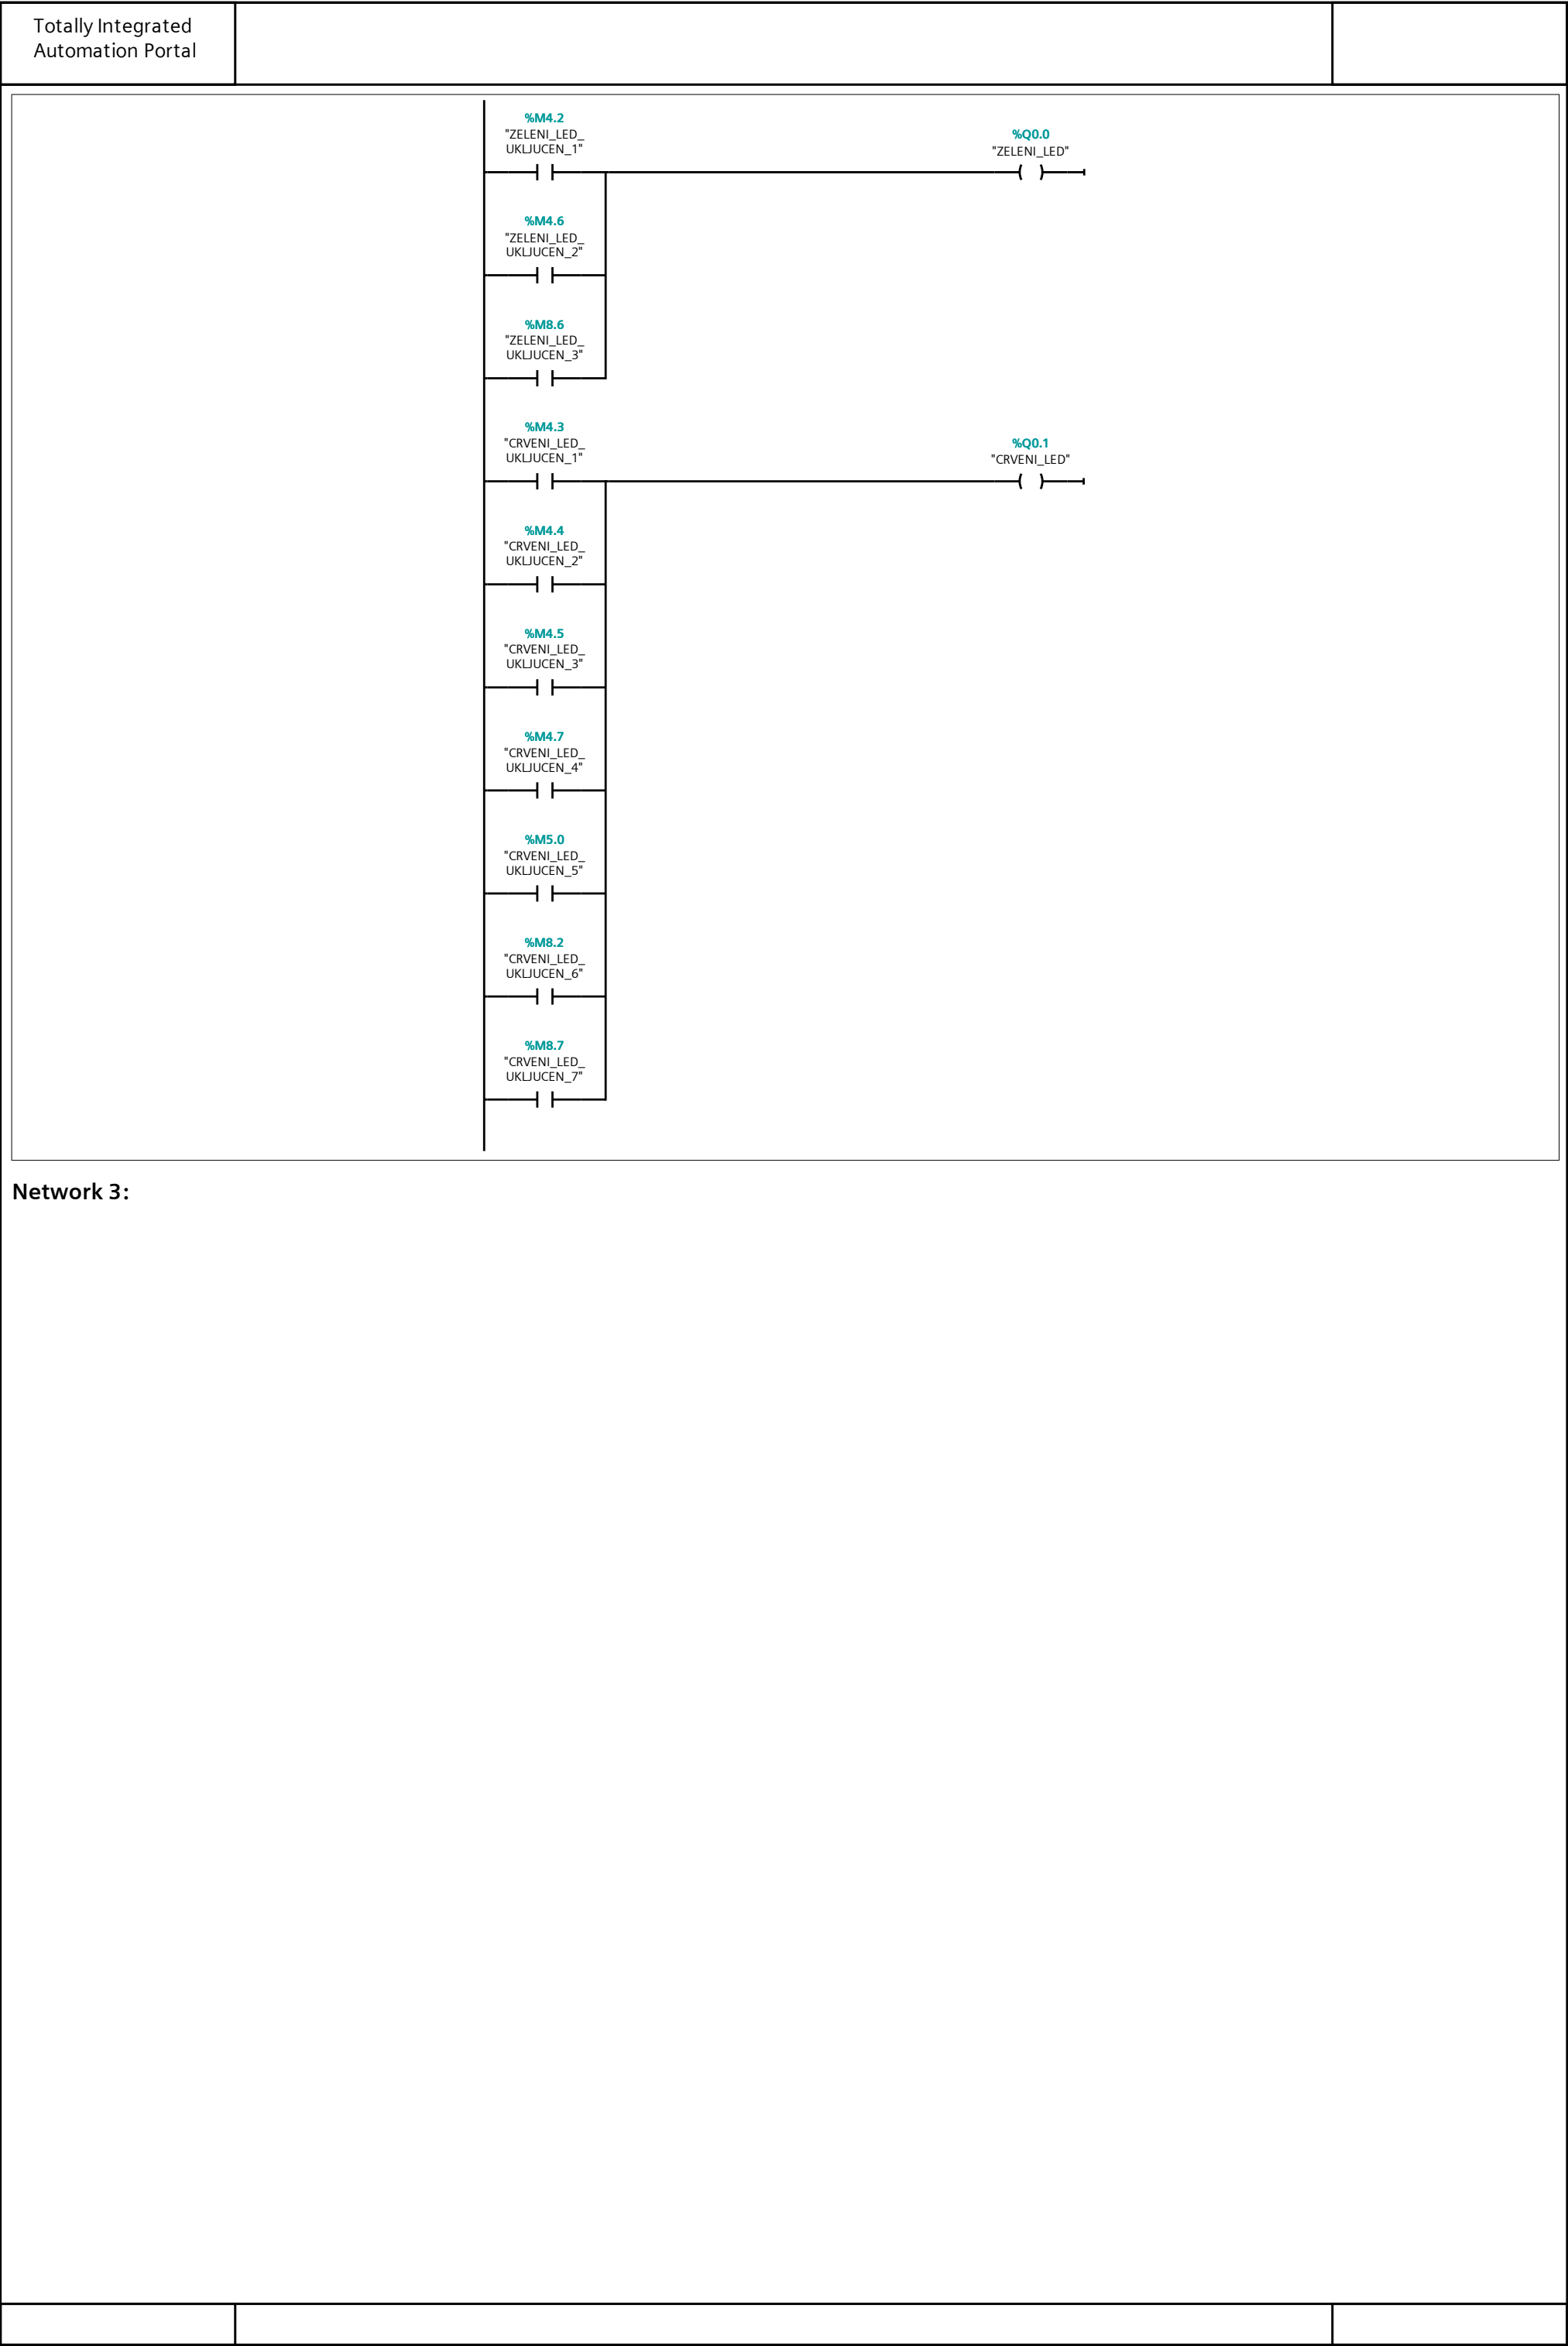 Totally Integrated
Automation Portal
%M4.2
"ZELENI_LED_
UKLJUCEN_1"
%Q0.0
"ZELENI_LED"
%M4.6
"ZELENI_LED_
UKLJUCEN_2"
%M8.6
"ZELENI_LED_
UKLJUCEN_3"
%M4.3
"CRVENI_LED_
UKLJUCEN_1"
%Q0.1
"CRVENI_LED"
%M4.4
"CRVENI_LED_
UKLJUCEN_2"
%M4.5
"CRVENI_LED_
UKLJUCEN_3"
%M4.7
"CRVENI_LED_
UKLJUCEN_4"
%M5.0
"CRVENI_LED_
UKLJUCEN_5"
%M8.2
"CRVENI_LED_
UKLJUCEN_6"
%M8.7
"CRVENI_LED_
UKLJUCEN_7"
Network 3: